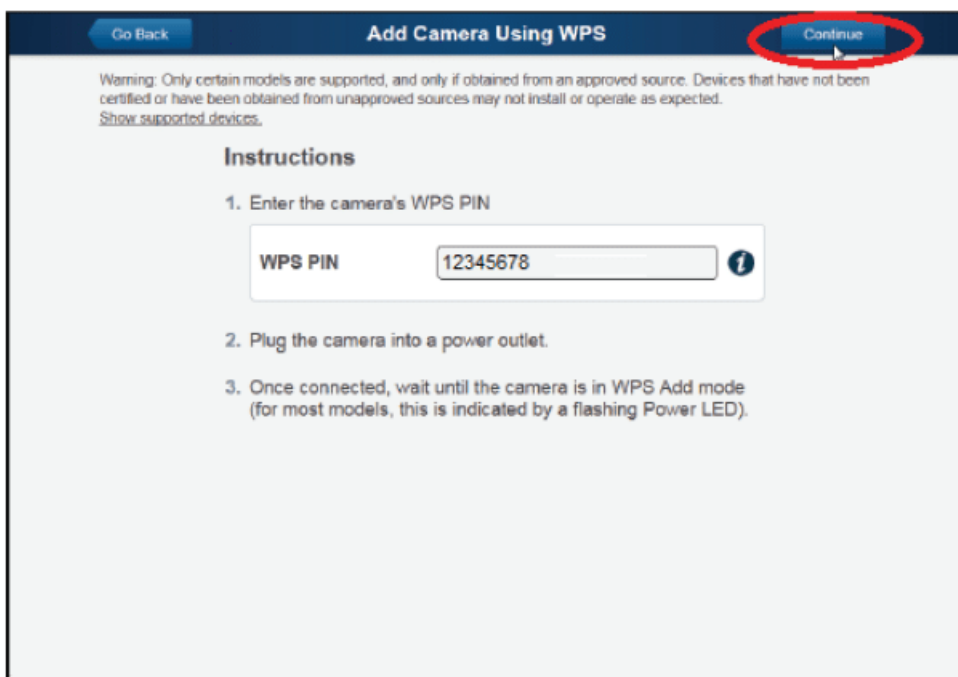 Go Back
Add Camera Using WPS
Continue
Warning: Only certain models are supported, and only if obtained from an approved source. Devices that have not been
certified or have been obtained from unapproved sources may not install or operate as expected.
Show supported devices.
Instructions
1. Enter the camera's WPS PIN
WPS PIN
12345678
i
2. Plug the camera into a power outlet.
3. Once connected, wait until the camera is in WPS Add mode
(for most models, this is indicated by a flashing Power LED).